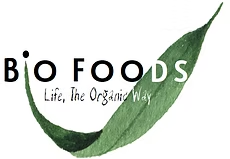 BiO FOODS
Life, The Organic Way